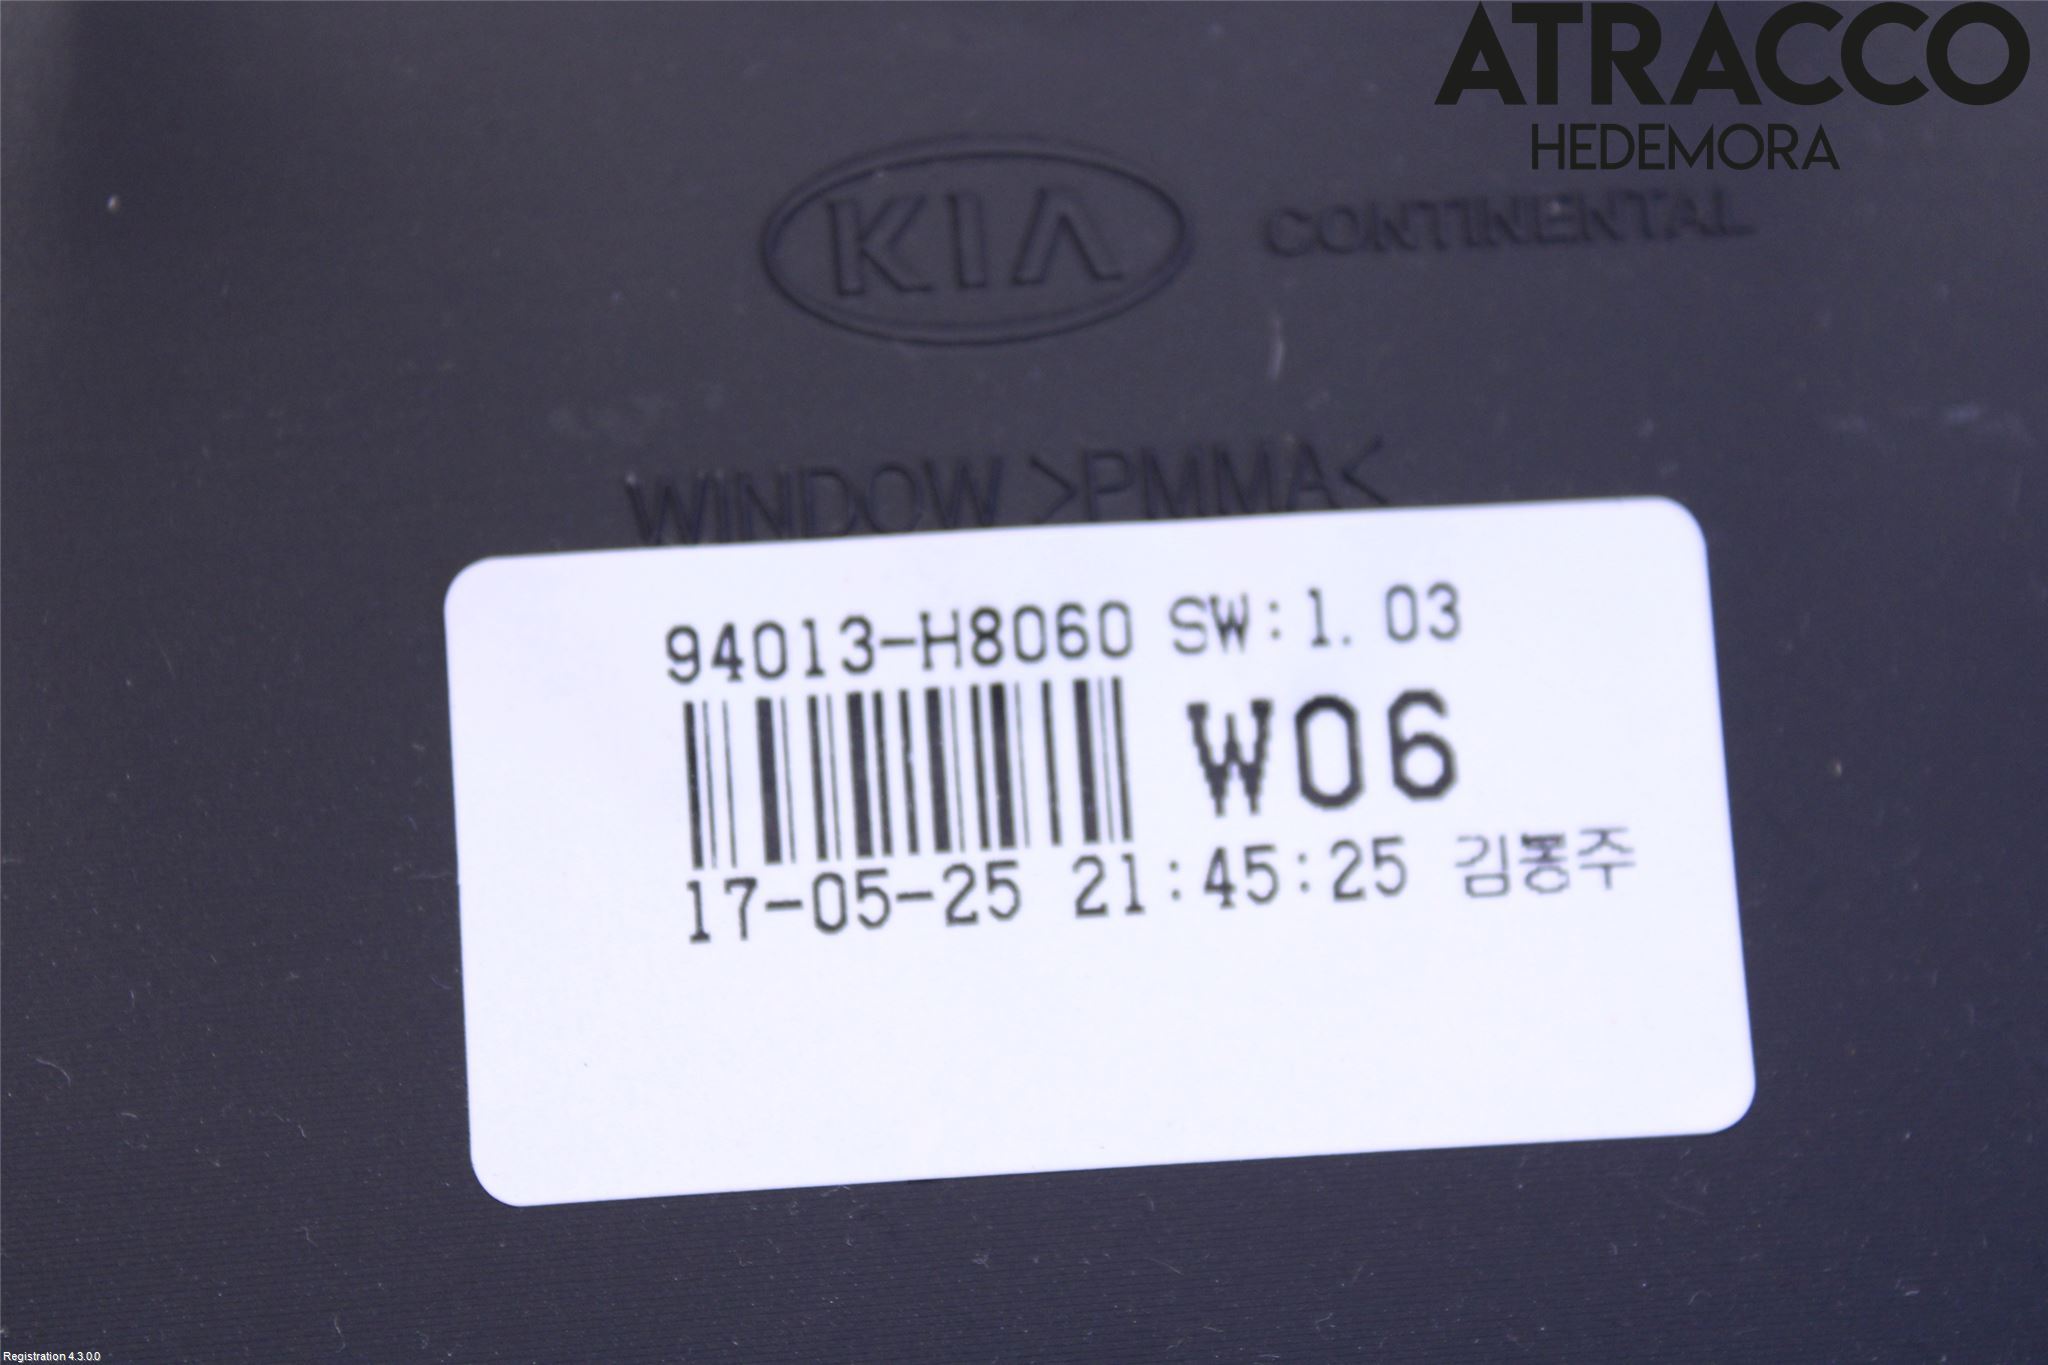 ATRACCO
HEDEMORA
KIA CONTINENTAL
WINDOW >PMMA<
94013-H8060 SW:1.03
W06
17-05-25 21:45:25 김동주
Registration 4.3.0.0